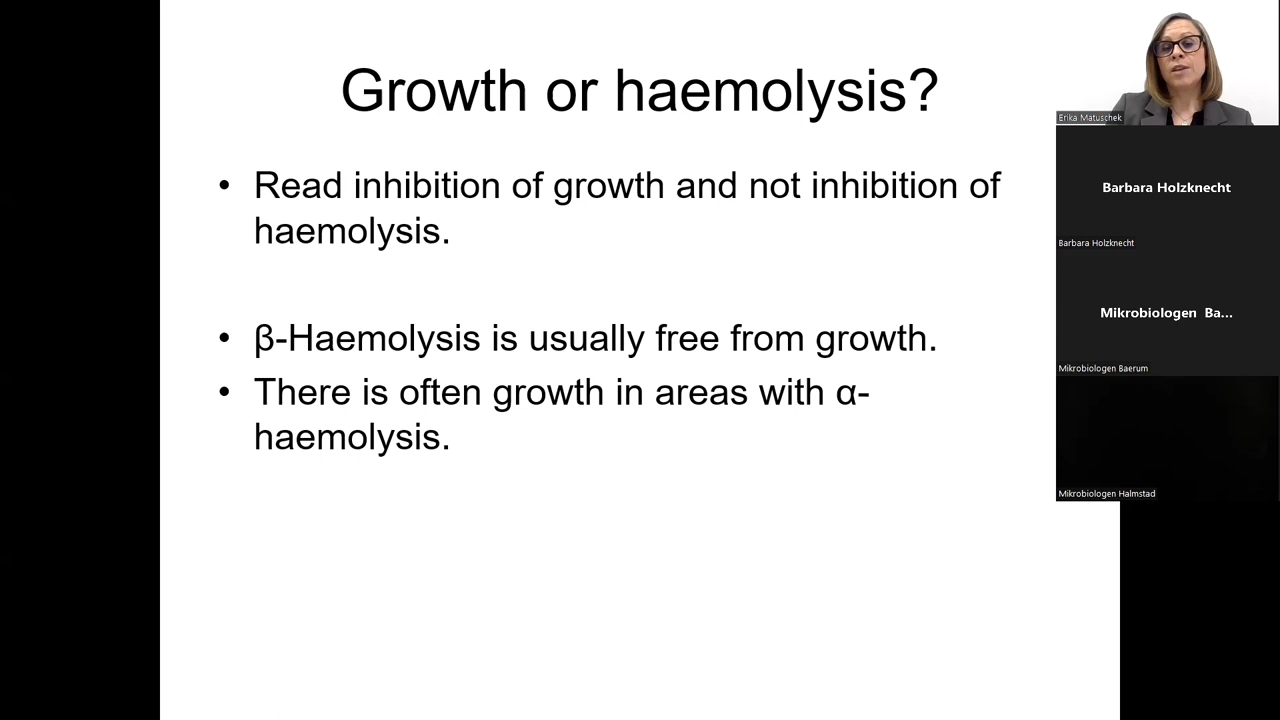 Growth or haemolysis?
• Read inhibition of growth and not inhibition of
haemolysis.
• β-Haemolysis is usually free from growth.
• There is often growth in areas with α-
haemolysis.
Erika Matuschek
Barbara Holzknecht
Barbara Holzknecht
Mikrobiologen Ba...
Mikrobiologen Baerum
Mikrobiologen Halmstad